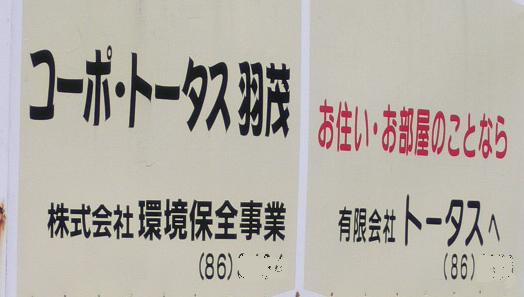 コーポ・トータス 羽茂
株式会社 環境保全事業
(86)
お住い・お部屋のことなら
有限会社 トータスへ
(86)